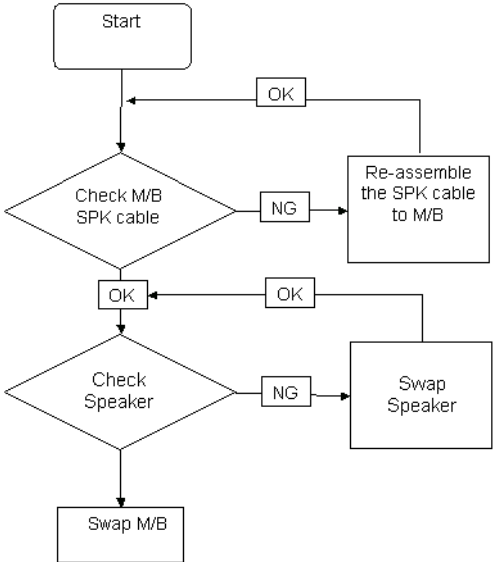 Start
OK
Check M/B
SPK cable
NG
Re-assemble
the SPK cable
to M/B
OK
OK
Check
Speaker
NG
Swap
Speaker
Swap M/B